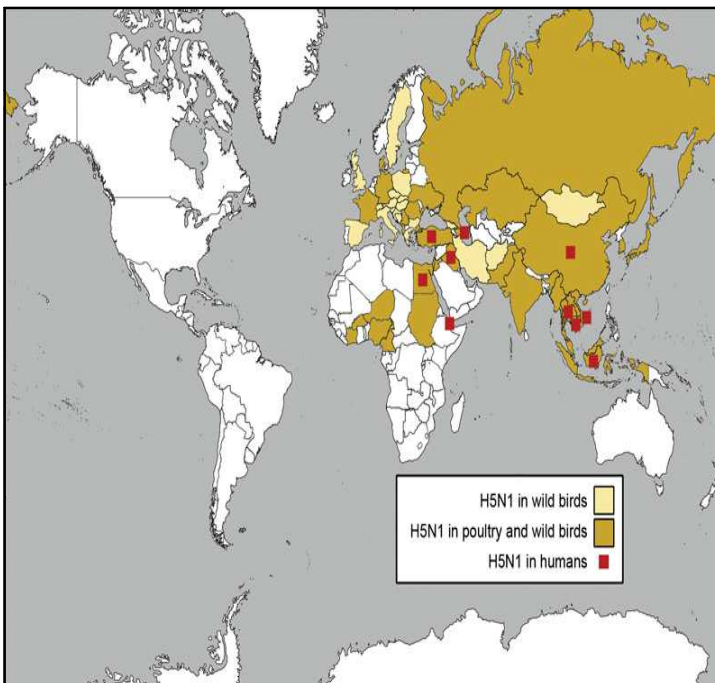 H5N1 in wild birds
H5N1 in poultry and wild birds
H5N1 in humans